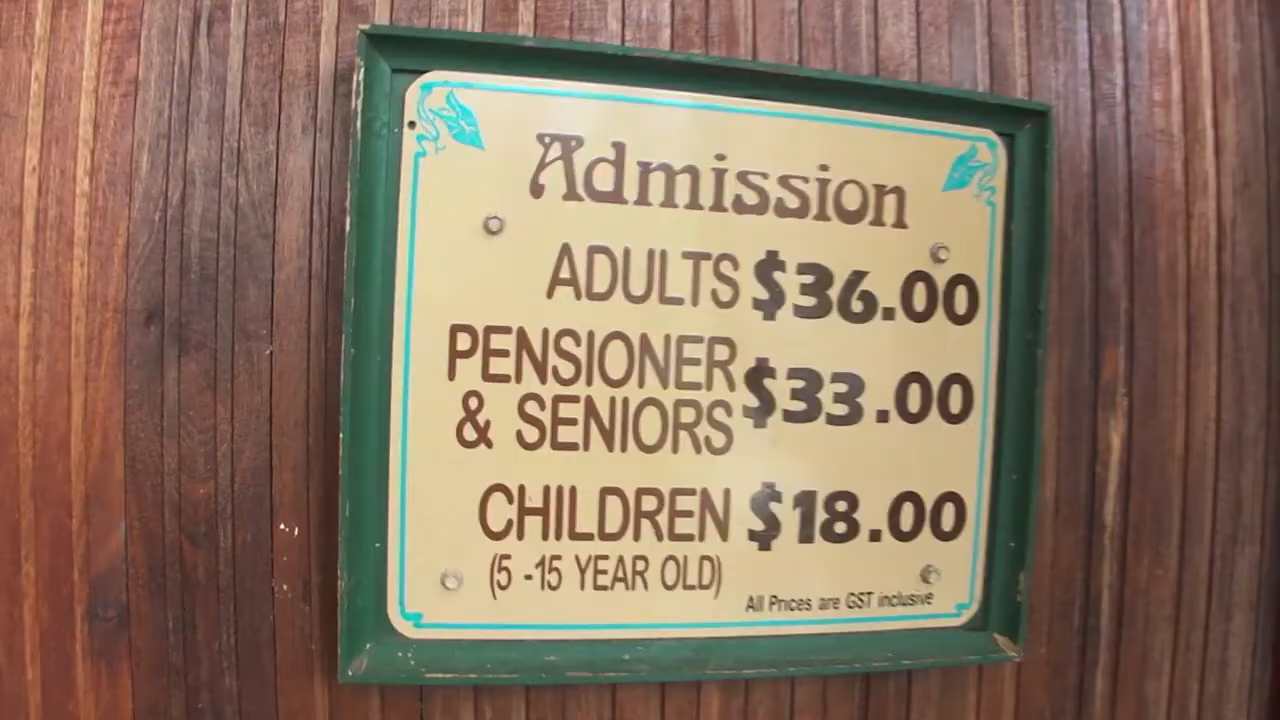 Admission
ADULTS $36.00
PENSIONER
& SENIORS $33.00
CHILDREN $18.00
(5 -15 YEAR OLD)
All Prices are GST inclusive